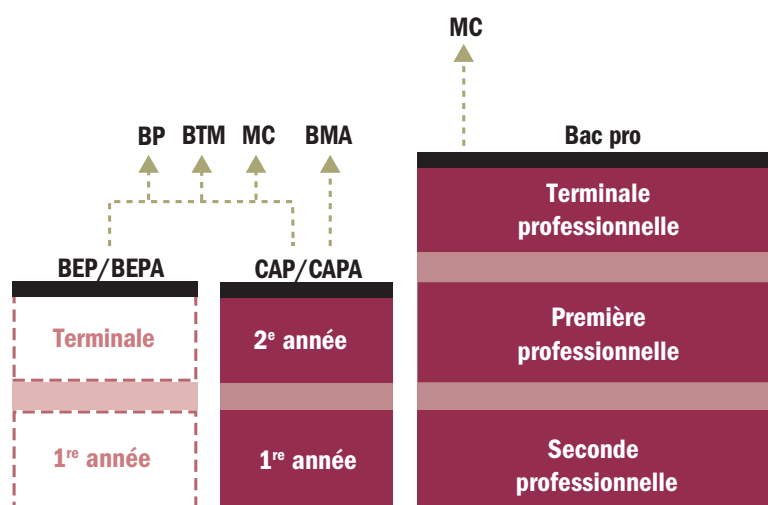 MC
BP BTM MC BMA
Bac pro
Terminale
professionnelle
BEP/BEPA
CAP/CAPA
Terminale
2e année
Première
professionnelle
1re année
1re année
Seconde
professionnelle